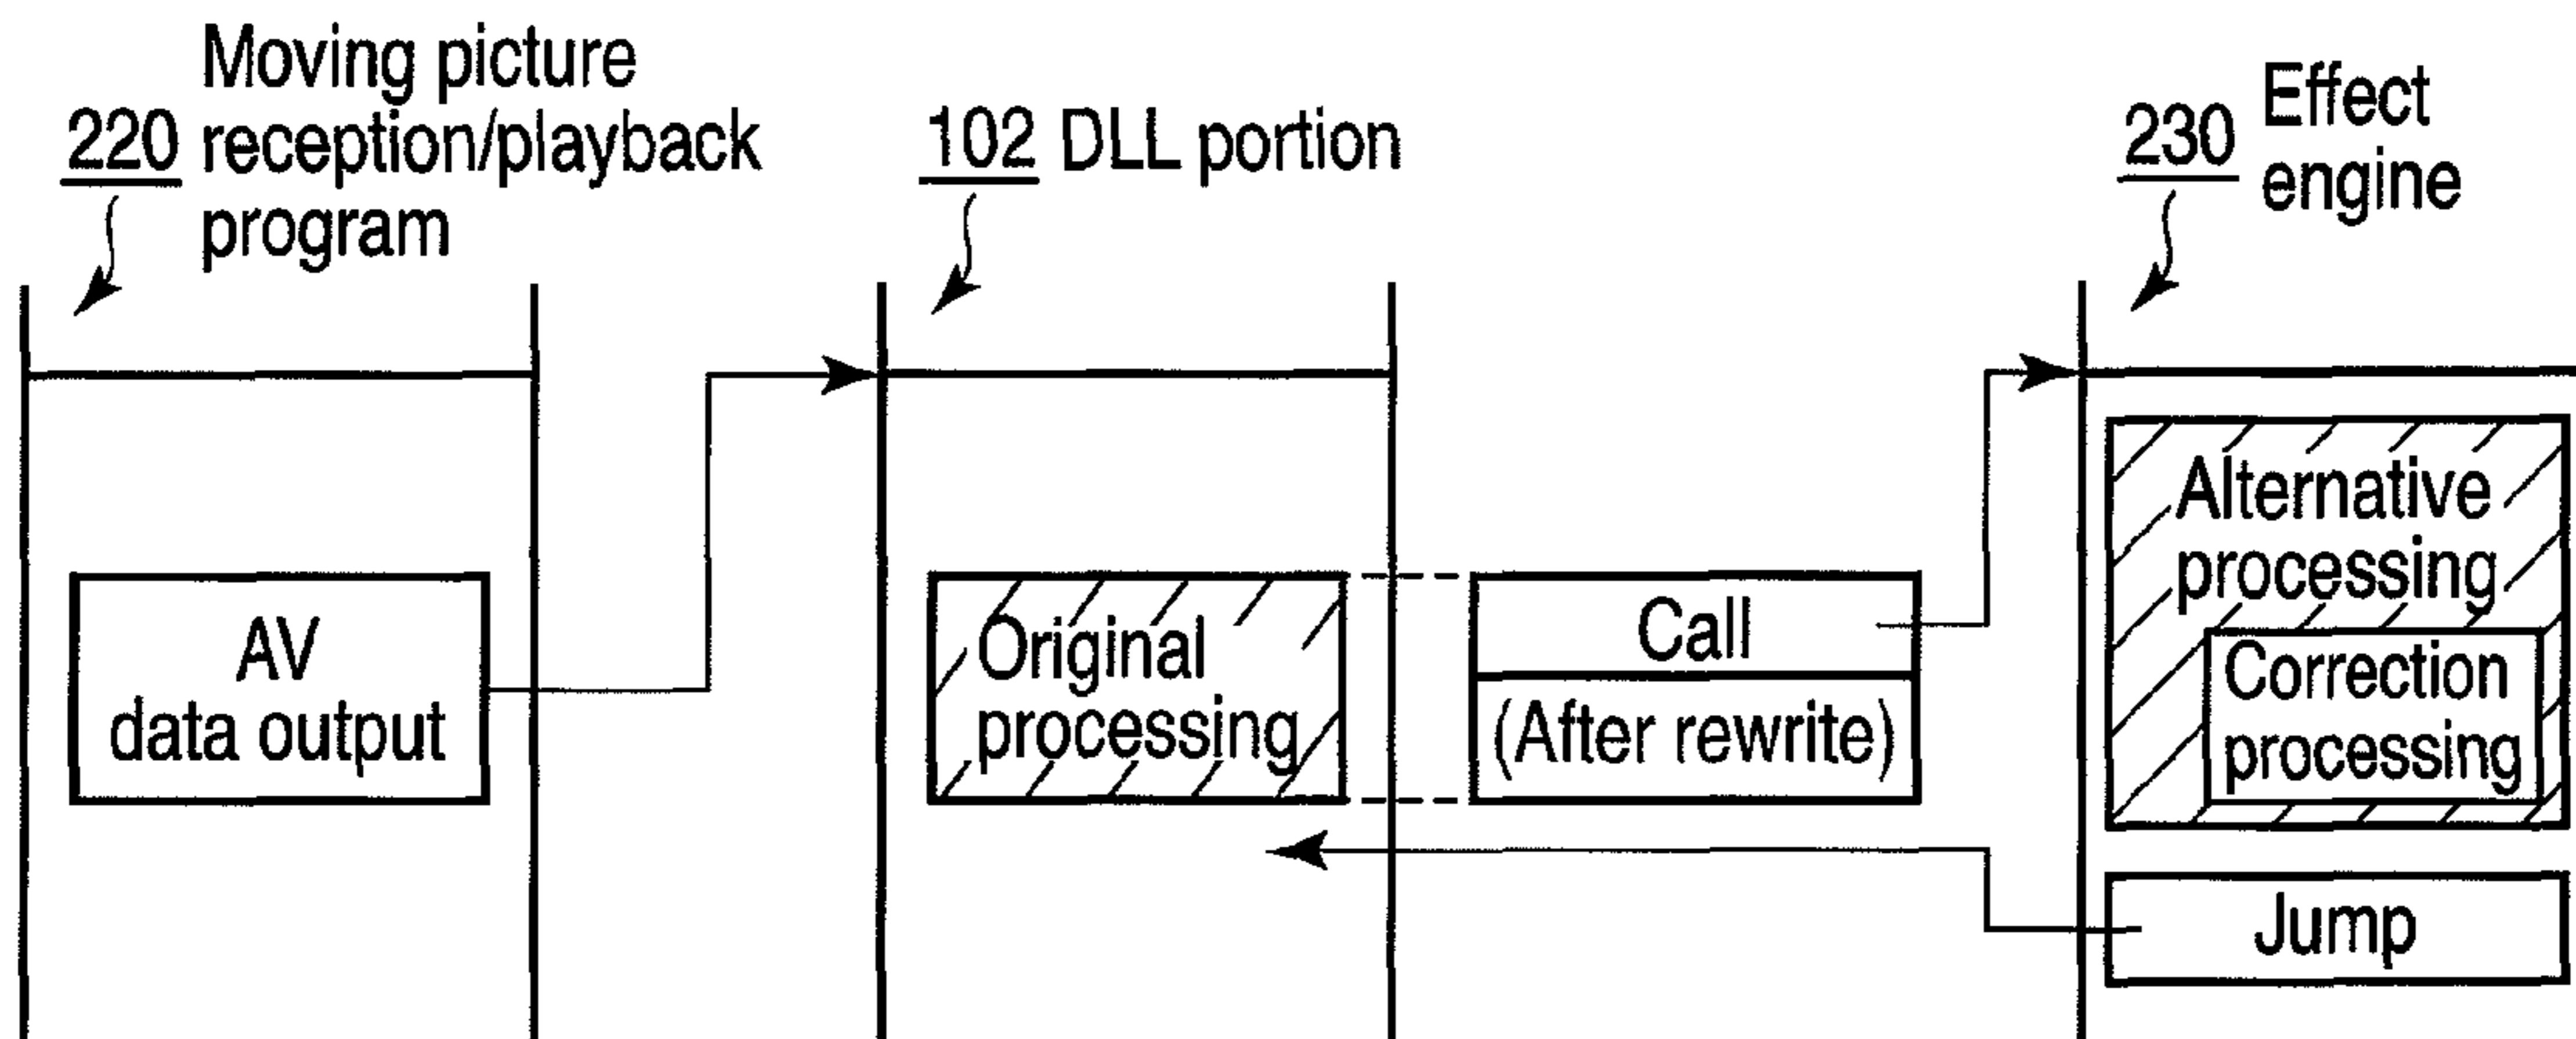 220 Moving picture
reception/playback
program
102 DLL portion
230 Effect
engine
AV
data output
Original
processing
Call
(After rewrite)
Alternative
processing
Correction
processing
Jump